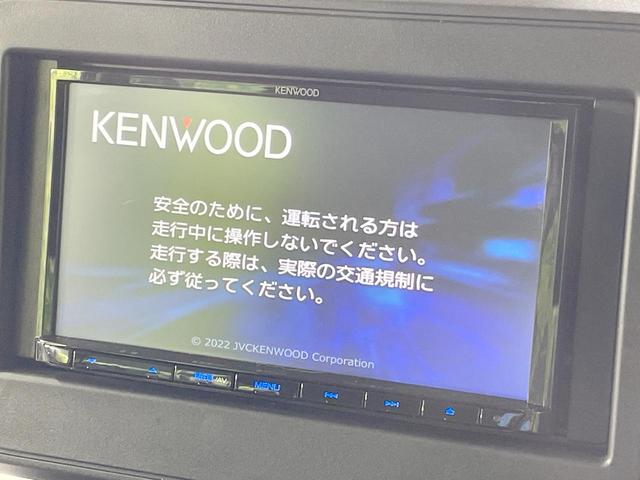 KENWOOD
KENWOOD
安全のために、運転される方は
走行中に操作しないでください。
走行する際は、実際の交通規制に
必ず従ってください。
© 2022 JVCKENWOOD Corporation
MENU